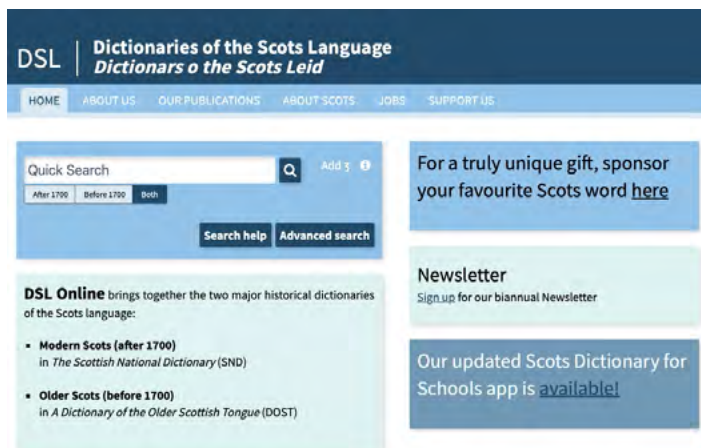 DSL
Dictionaries of the Scots Language
Dictionars o the Scots Leid
HOME ABOUT US OUR PUBLICATIONS ABOUT SCOTS JOBS SUPPORT US
Quick Search
Add ȝ
After 1700 Before 1700 Both
Search help Advanced search
DSL Online brings together the two major historical dictionaries
of the Scots language:
• Modern Scots (after 1700)
in The Scottish National Dictionary (SND)
• Older Scots (before 1700)
in A Dictionary of the Older Scottish Tongue (DOST)
For a truly unique gift, sponsor
your favourite Scots word here
Newsletter
Sign up for our biannual Newsletter
Our updated Scots Dictionary for
Schools app is available!